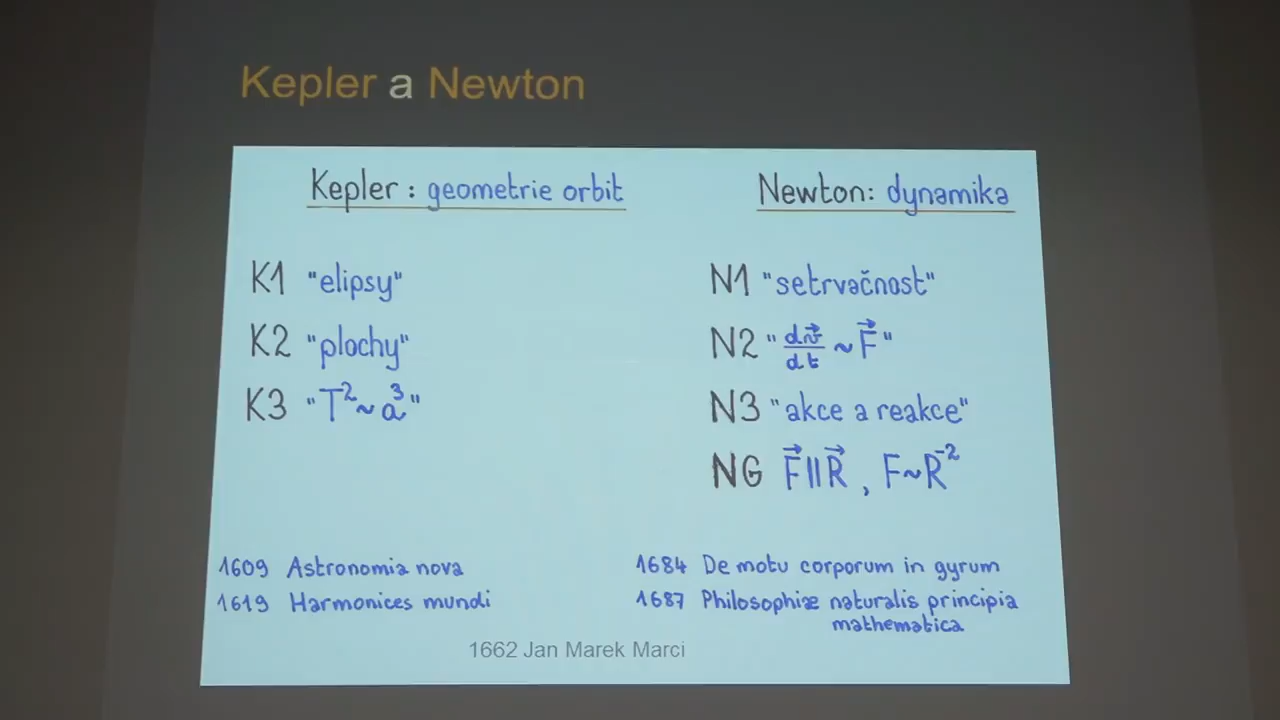 Kepler a Newton
Kepler : geometrie orbit
K1 "elipsy"
K2 "plochy"
K3 "T²~a³"
1609 Astronomia nova
1619 Harmonices mundi
Newton: dynamika
N1 "setrvačnost"
N2 "dv⃗/dt ~ F⃗"
N3 "akce a reakce"
NG F⃗||R⃗, F~R⁻²
1684 De motu corporum in gyrum
1687 Philosophiæ naturalis principia
mathematica
1662 Jan Marek Marci